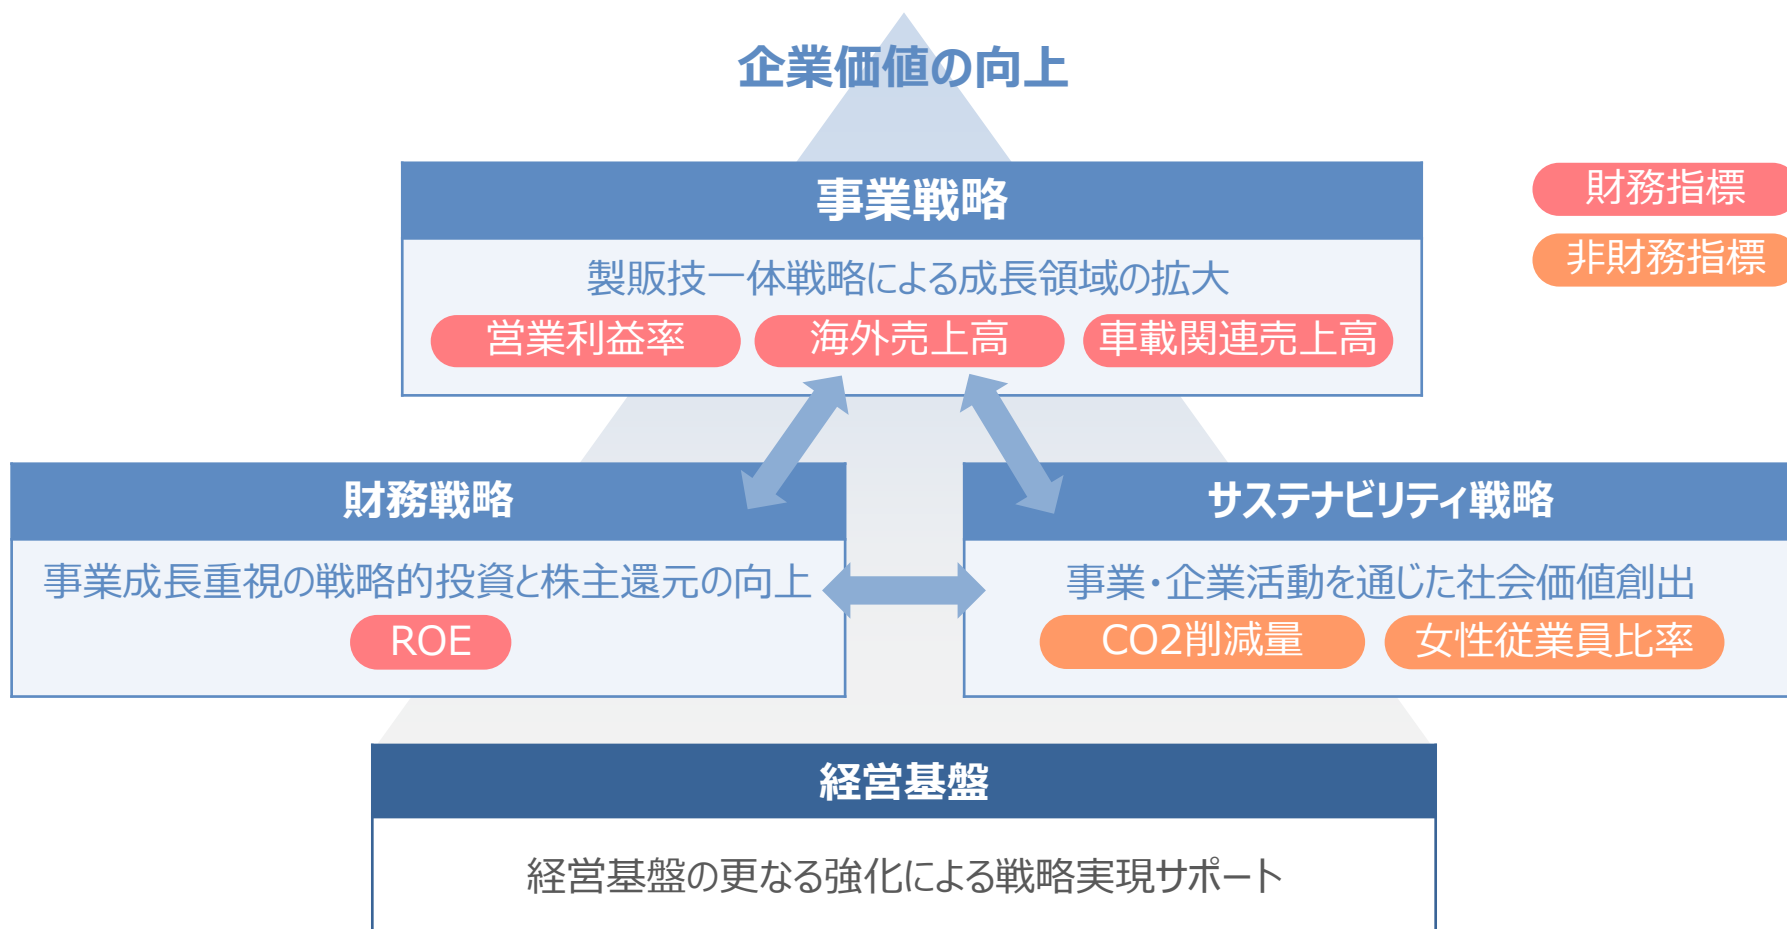 企業価値の向上
事業戦略
製販技一体戦略による成長領域の拡大
営業利益率 海外売上高 車載関連売上高
財務指標
非財務指標
財務戦略
事業成長重視の戦略的投資と株主還元の向上
ROE
サステナビリティ戦略
事業・企業活動を通じた社会価値創出
CO2削減量 女性従業員比率
経営基盤
経営基盤の更なる強化による戦略実現サポート